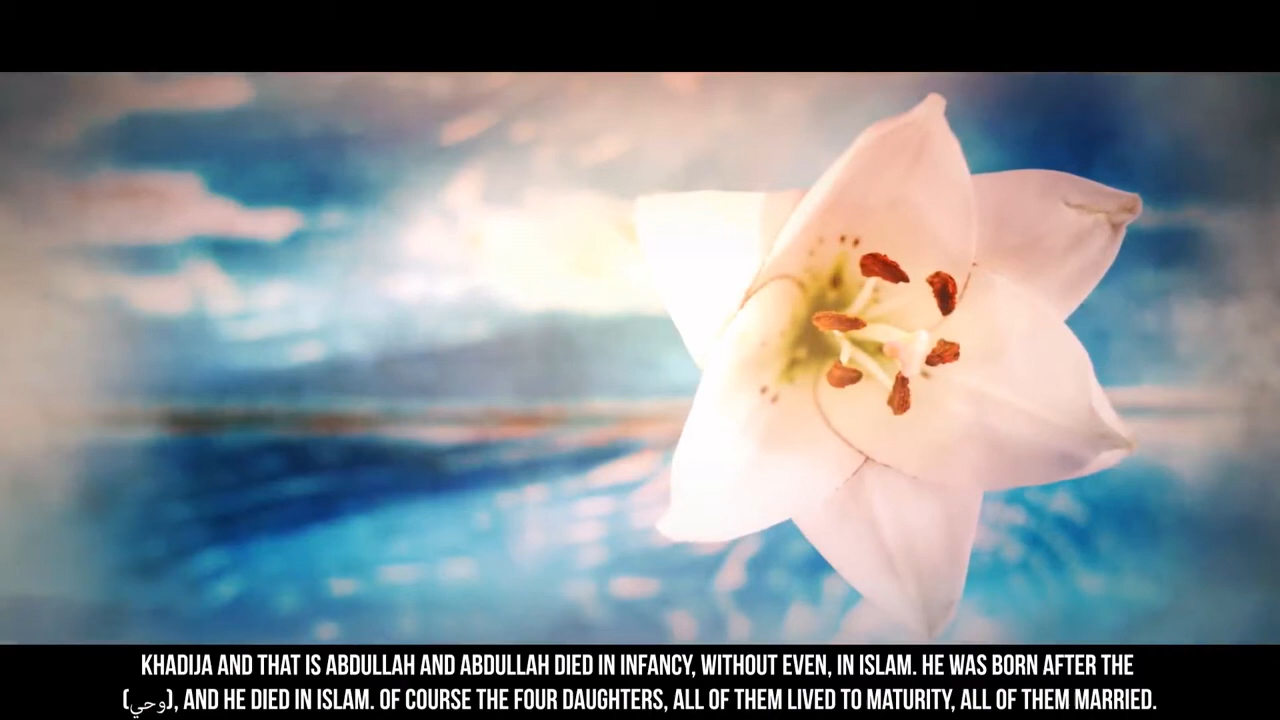 KHADIJA AND THAT IS ABDULLAH AND ABDULLAH DIED IN INFANCY, WITHOUT EVEN, IN ISLAM. HE WAS BORN AFTER THE
(وحي), AND HE DIED IN ISLAM. OF COURSE THE FOUR DAUGHTERS, ALL OF THEM LIVED TO MATURITY, ALL OF THEM MARRIED.